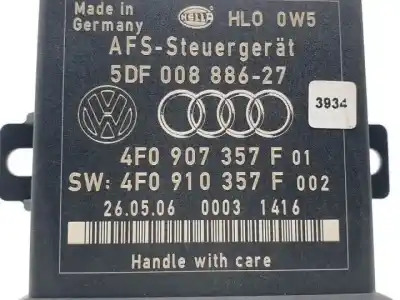 Made in
Germany
HELLA
HLO 0W5
AFS-Steuergerät
5DF 008 886-27
3934
4F0 907 357 F 01
SW: 4F0 910 357 F 002
26.05.06 0003 1416
Handle with care